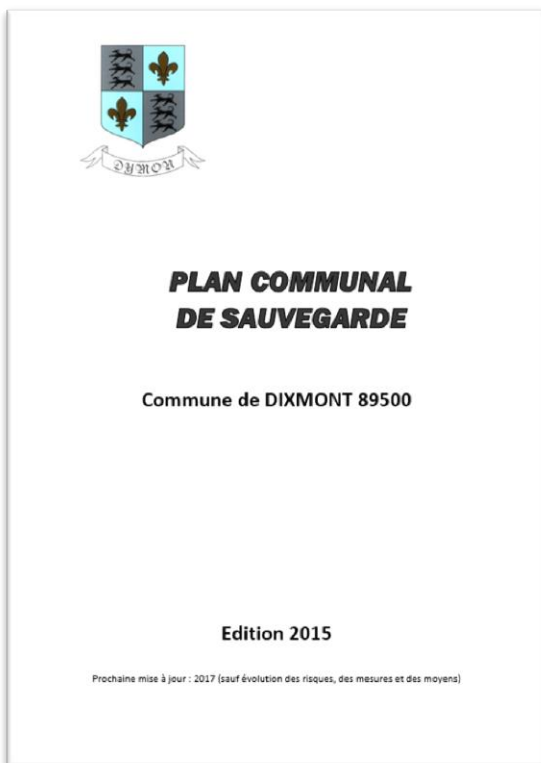 DYMON
PLAN COMMUNAL
DE SAUVEGARDE
Commune de DIXMONT 89500
Edition 2015
Prochaine mise à jour : 2017 (sauf évolution des risques, des mesures et des moyens)